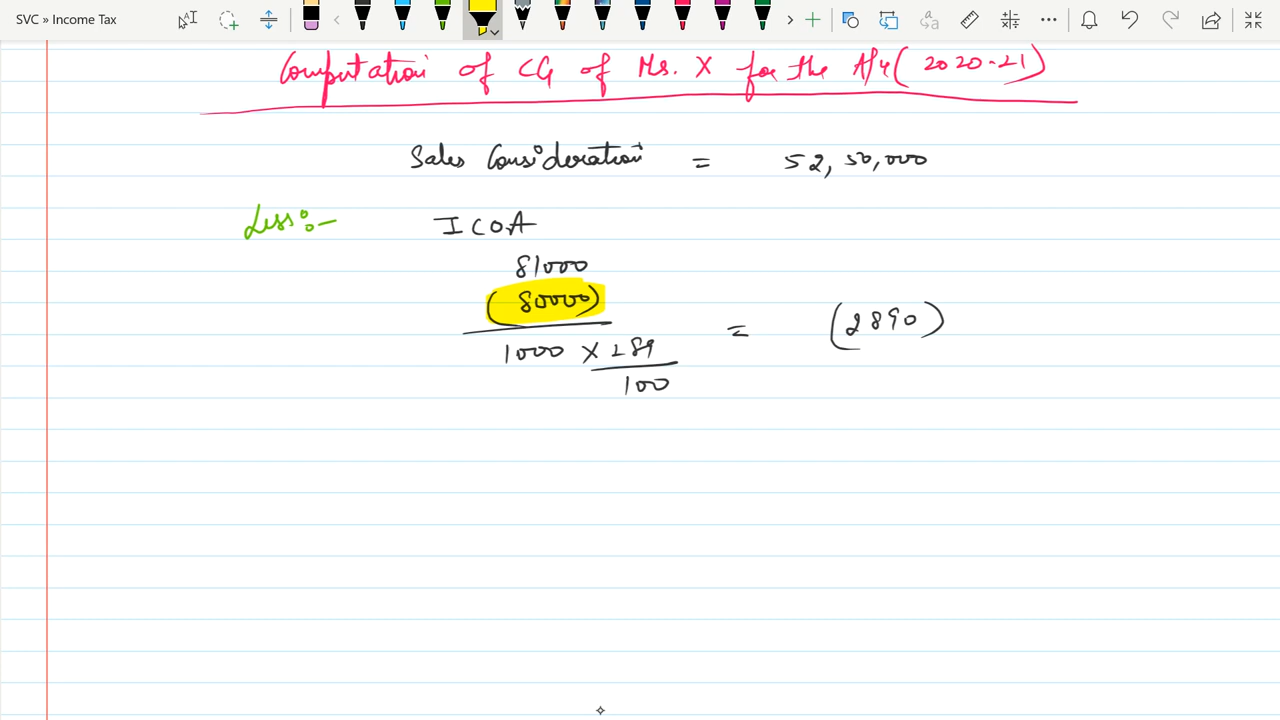 SVC » Income Tax
Computation of CG of Mr. X for the A/y (2020-21)
Sales Consideration = 52,50,000
Less:- ICOA
81000
(80000)
1000 X 289 = (2890)
100